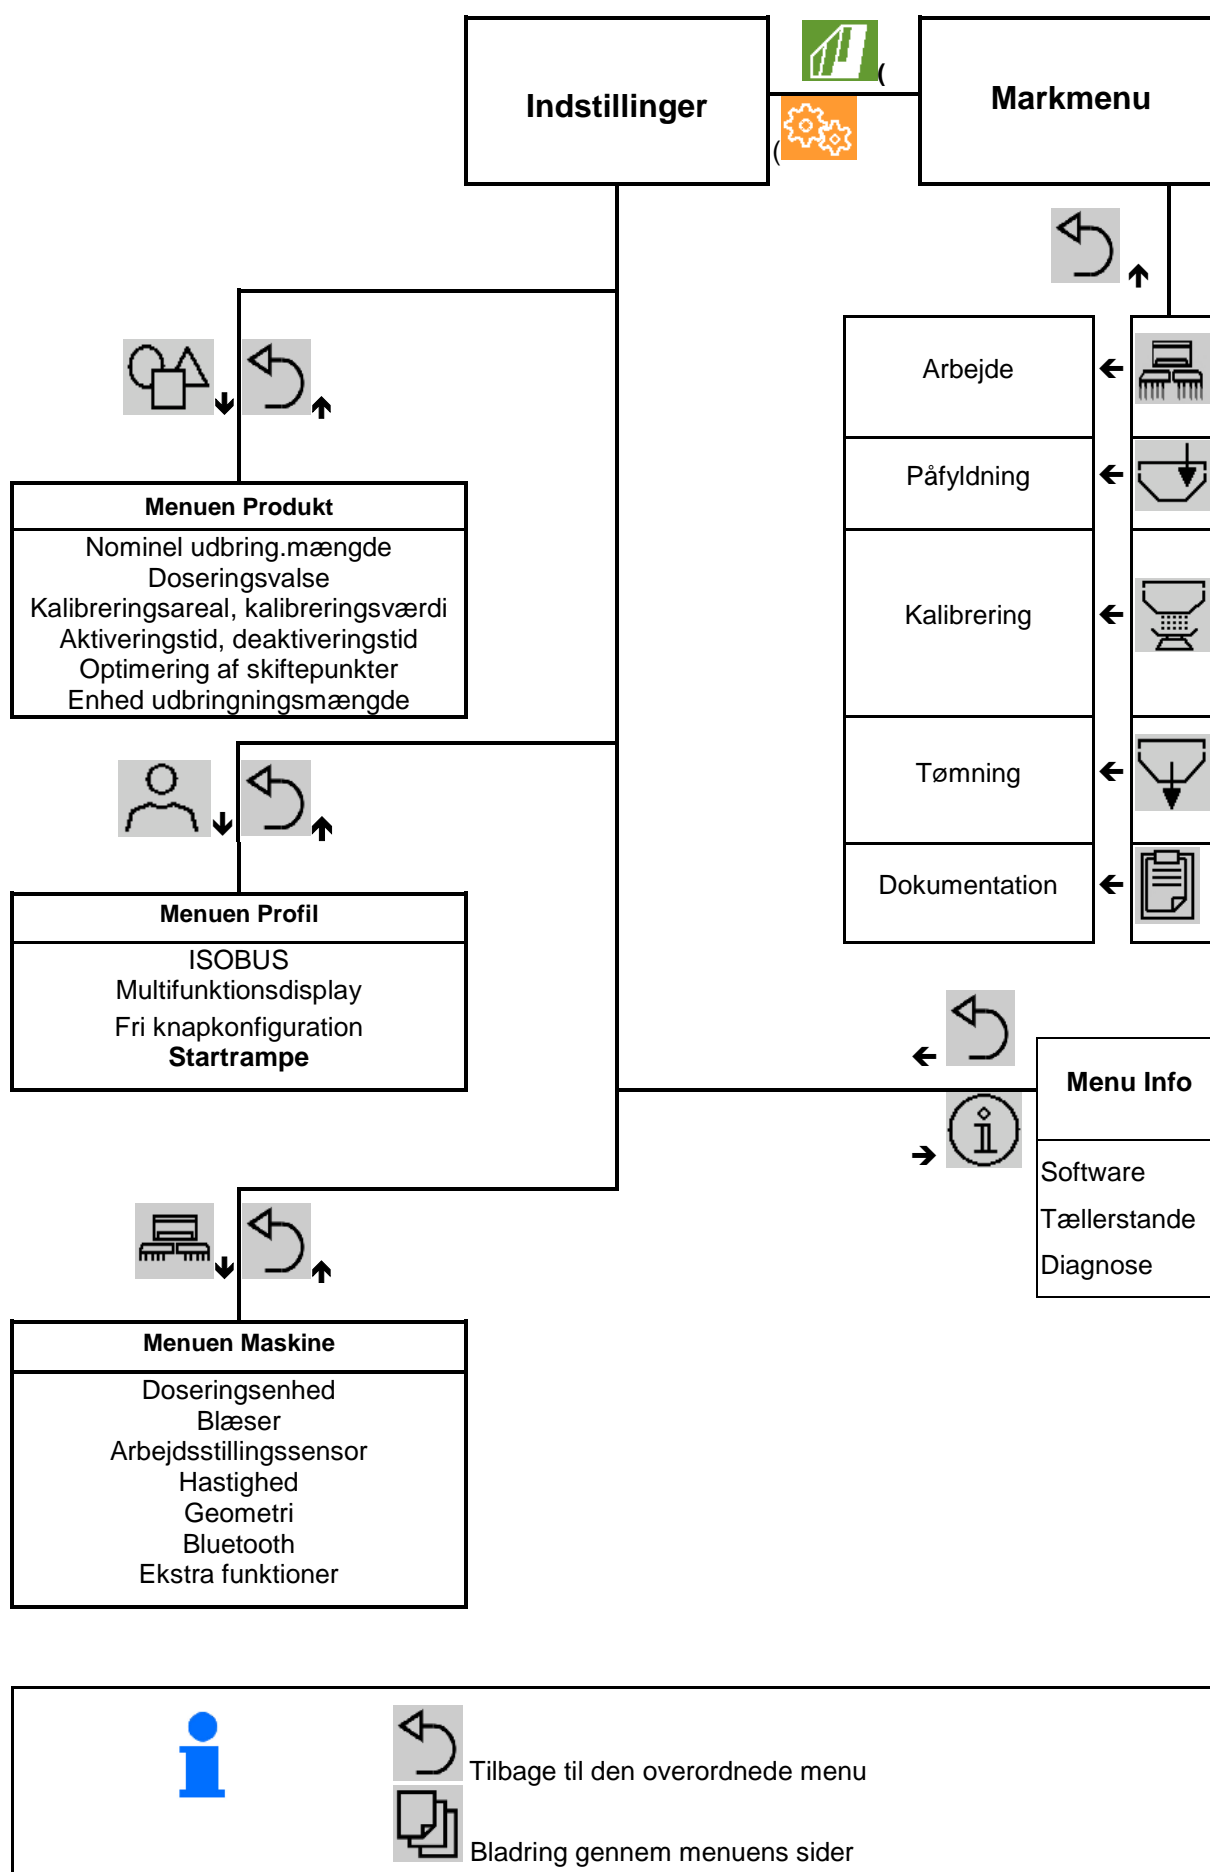 Indstillinger
(
(
Markmenu
Arbejde
Påfyldning
Kalibrering
Tømning
Dokumentation
Menuen Produkt
Nominel udbring.mængde
Doseringsvalse
Kalibreringsareal, kalibreringsværdi
Aktiveringstid, deaktiveringstid
Optimering af skiftepunkter
Enhed udbringningsmængde
Menuen Profil
ISOBUS
Multifunktionsdisplay
Fri knapkonfiguration
Startrampe
Menu Info
Software
Tællerstande
Diagnose
Menuen Maskine
Doseringsenhed
Blæser
Arbejdsstillingssensor
Hastighed
Geometri
Bluetooth
Ekstra funktioner
Tilbage til den overordnede menu
Bladring gennem menuens sider